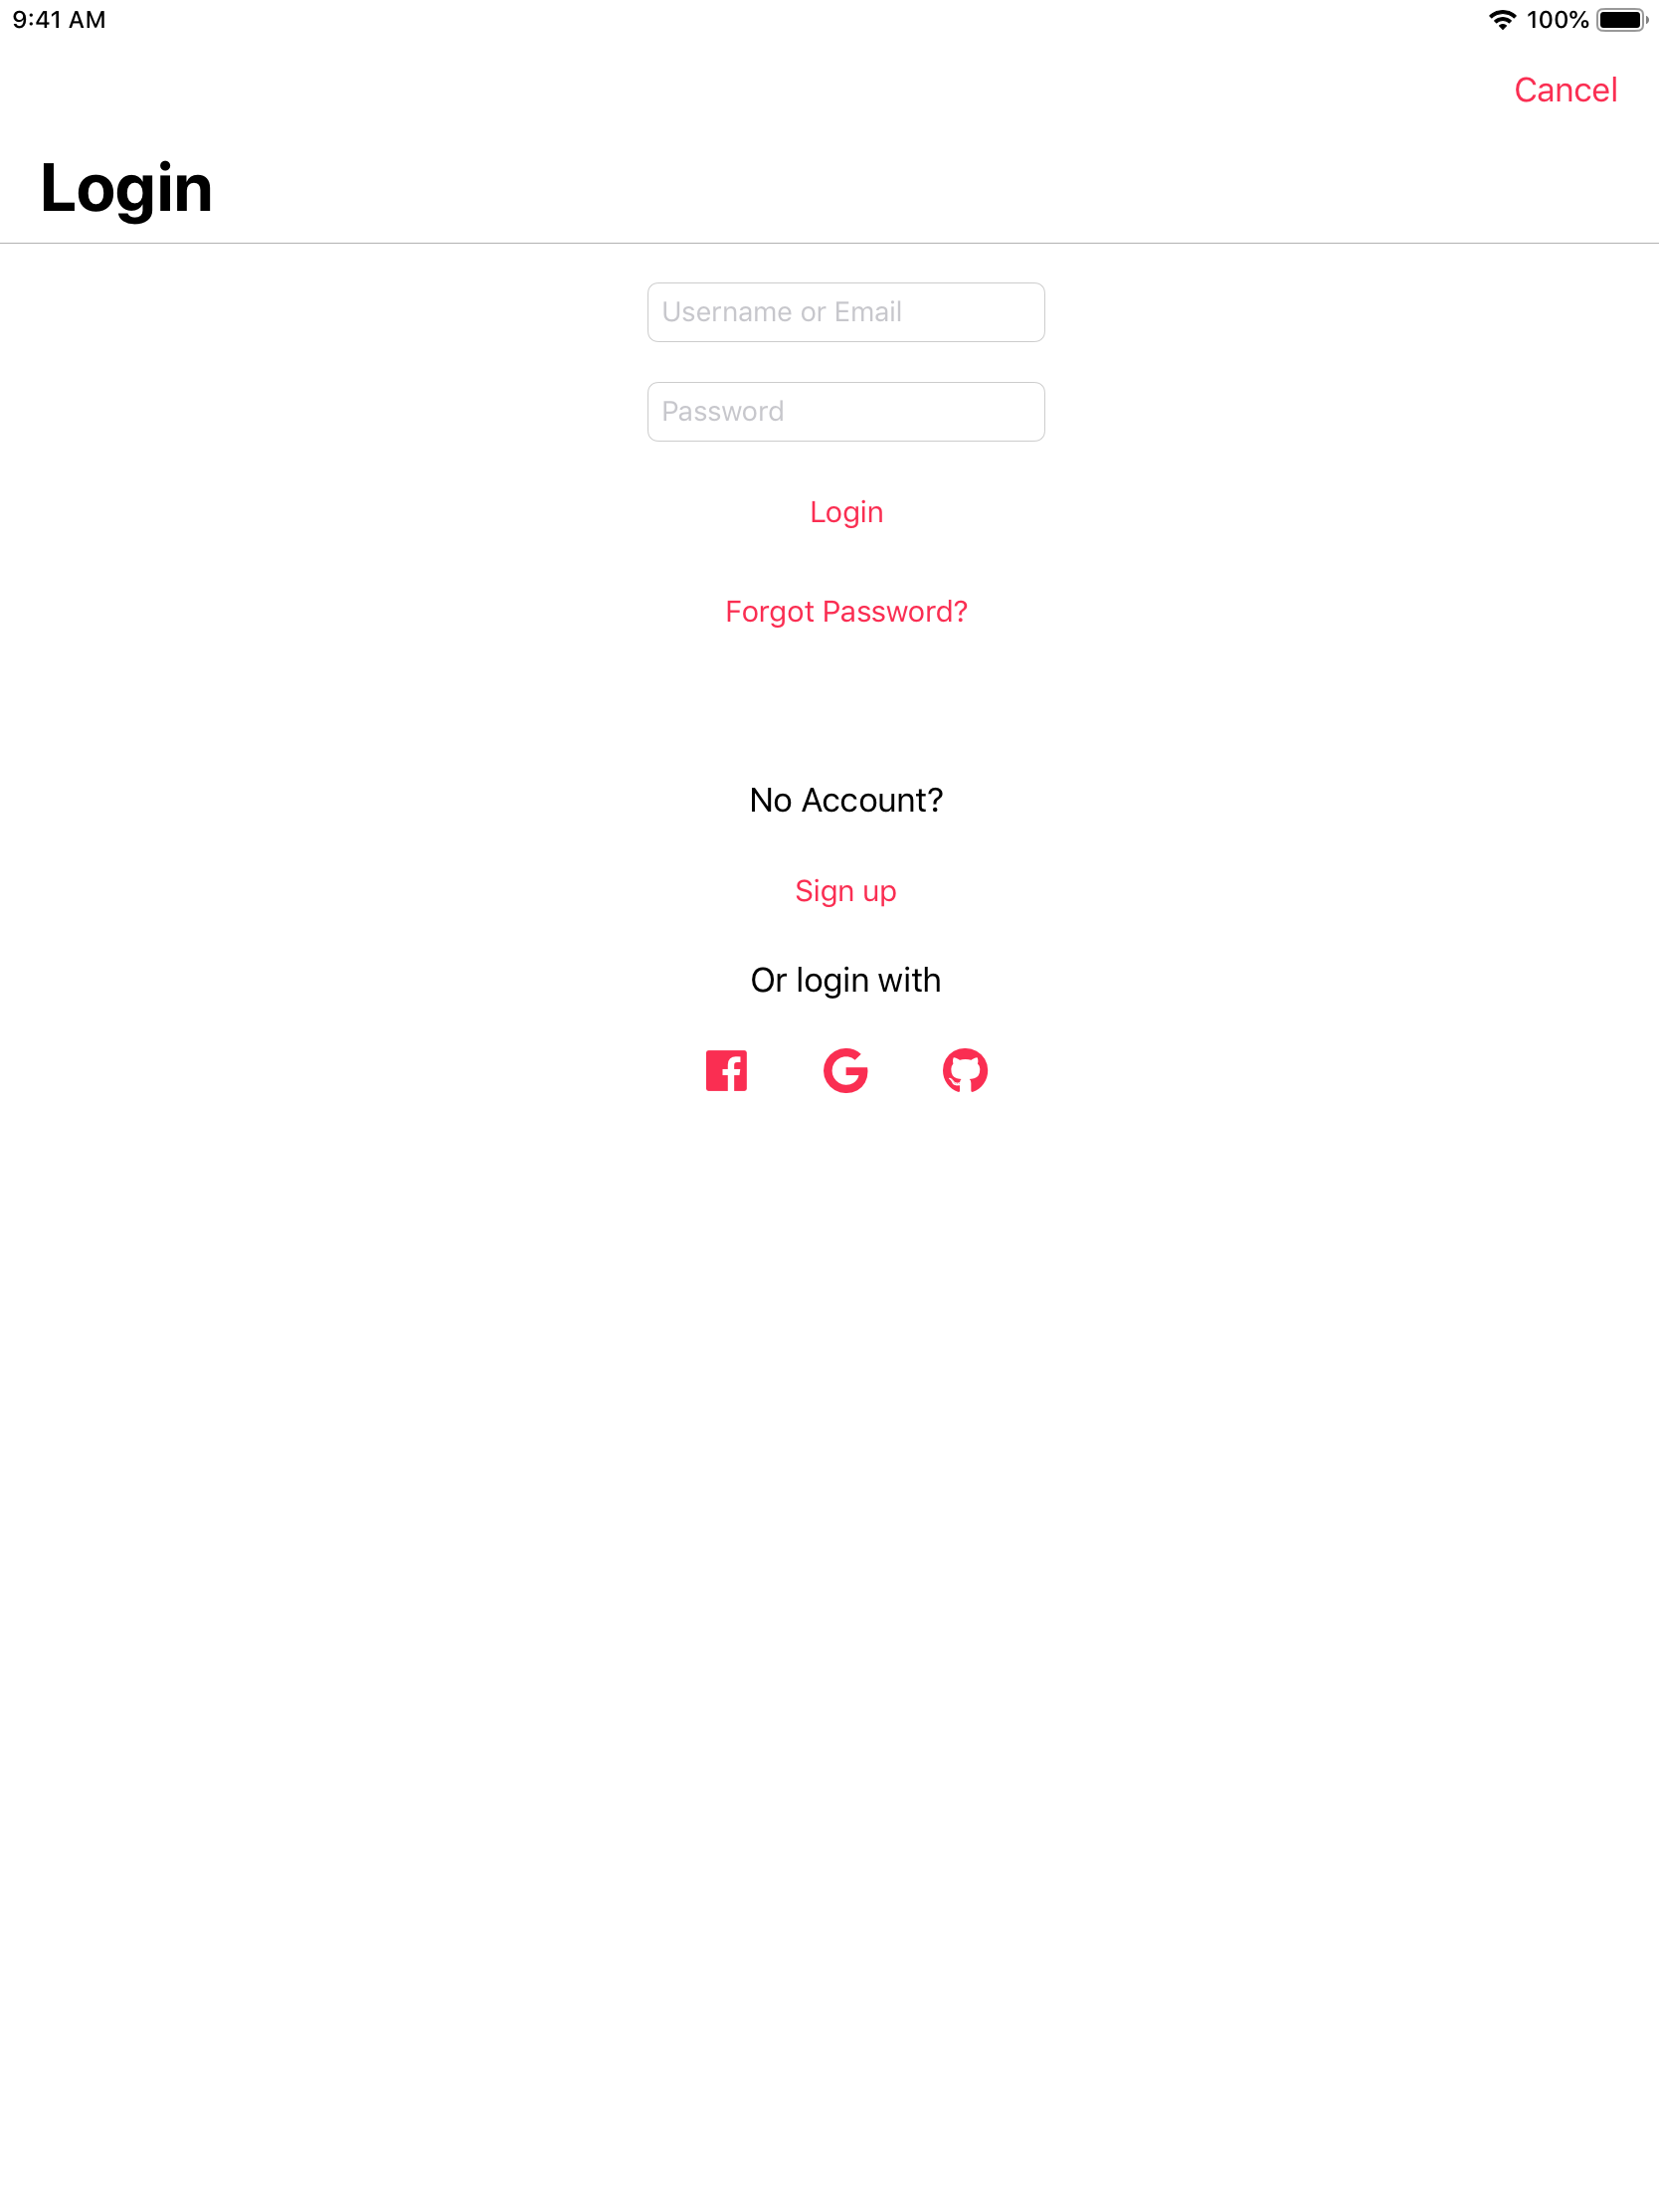 9:41 AM 100%
Cancel
Login
Username or Email
Password
Login
Forgot Password?
No Account?
Sign up
Or login with